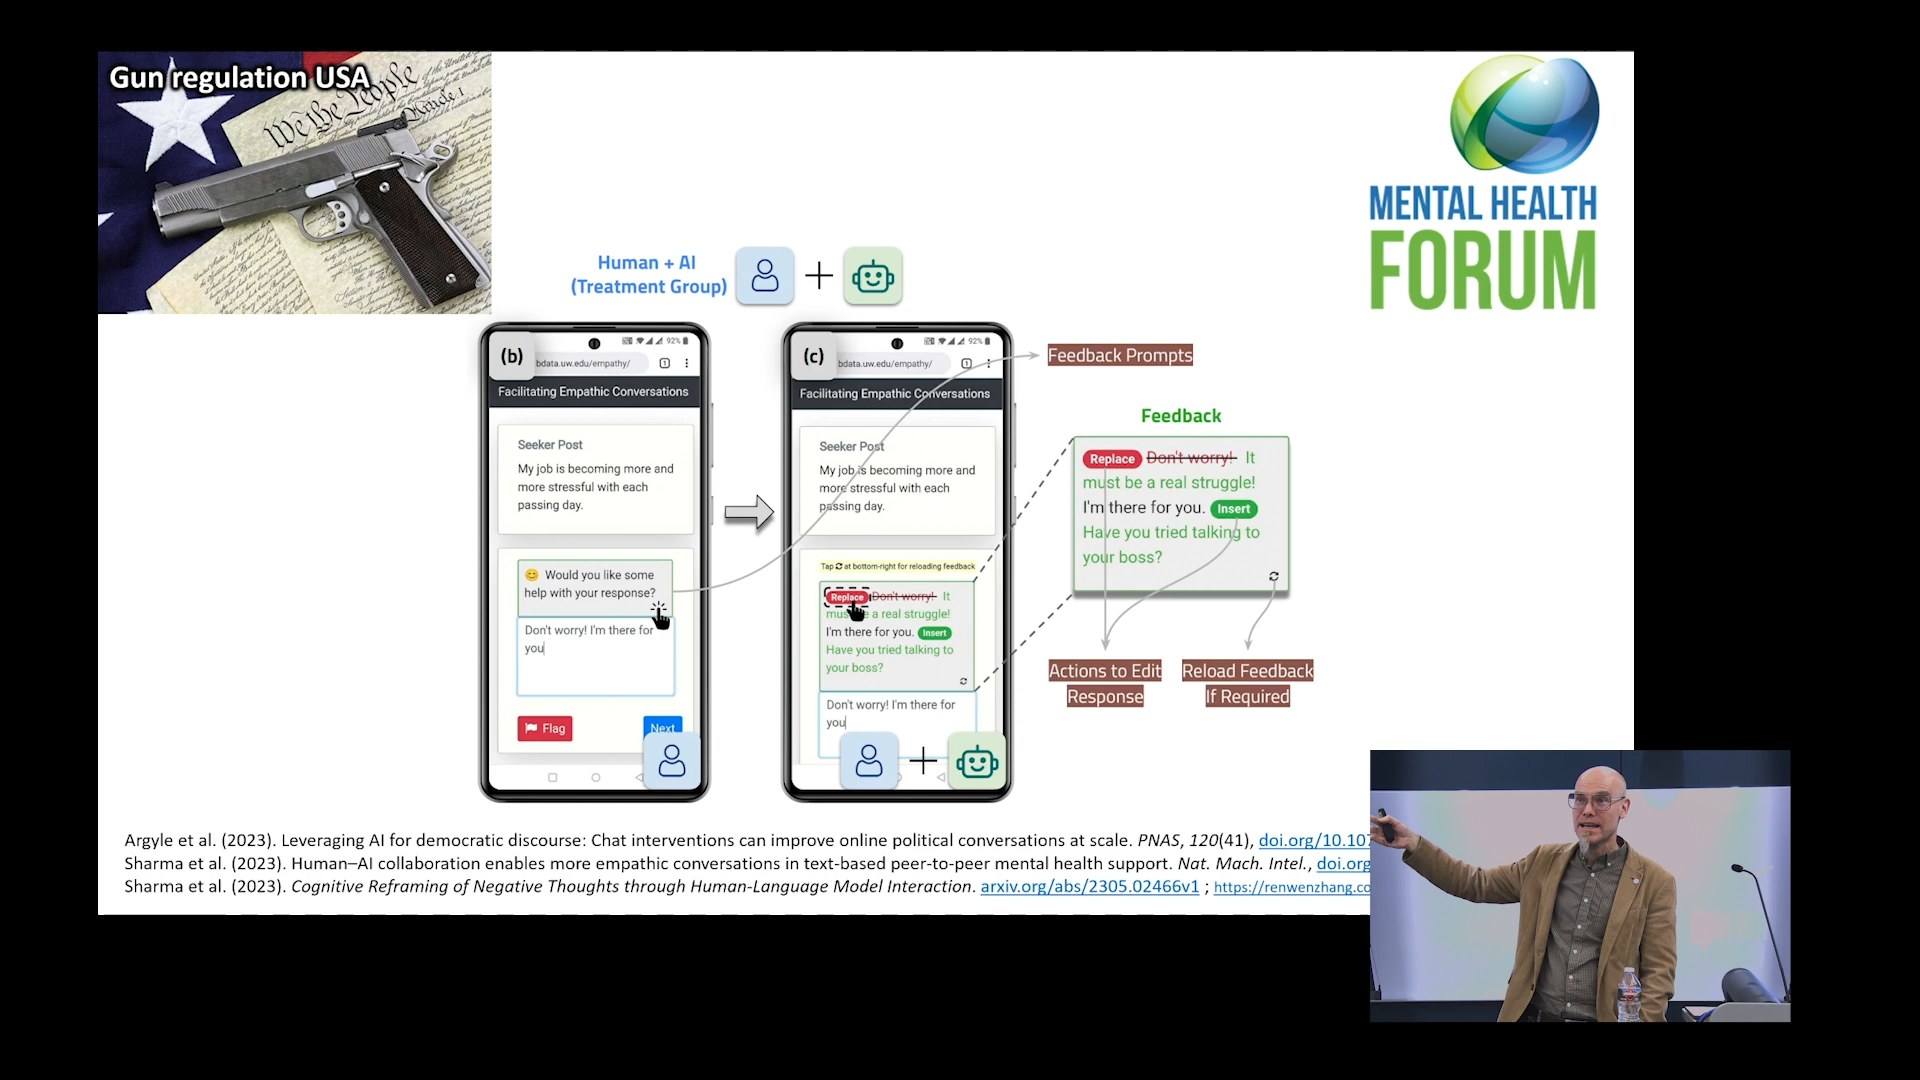 Gun regulation USA
We the People
Article 1
MENTAL HEALTH
FORUM
Human + AI
(Treatment Group)
(b)
92%
bdata.uw.edu/empathy/
1
Facilitating Empathic Conversations
Seeker Post
My job is becoming more and
more stressful with each
passing day.
😊 Would you like some
help with your response?
Don't worry! I'm there for
you
Flag
Next
(c)
92%
bdata.uw.edu/empathy/
1
Facilitating Empathic Conversations
Seeker Post
My job is becoming more and
more stressful with each
passing day.
Tap at bottom-right for reloading feedback
Replace Don't worry! It
must be a real struggle!
I'm there for you. Insert
Have you tried talking to
your boss?
Don't worry! I'm there for
you
Feedback Prompts
Feedback
Replace Don't worry! It
must be a real struggle!
I'm there for you. Insert
Have you tried talking to
your boss?
Actions to Edit
Response
Reload Feedback
If Required
Argyle et al. (2023). Leveraging AI for democratic discourse: Chat interventions can improve online political conversations at scale. PNAS, 120(41), doi.org/10.107
Sharma et al. (2023). Human–AI collaboration enables more empathic conversations in text-based peer-to-peer mental health support. Nat. Mach. Intel., doi.org
Sharma et al. (2023). Cognitive Reframing of Negative Thoughts through Human-Language Model Interaction. arxiv.org/abs/2305.02466v1 ; https://renwenzhang.co